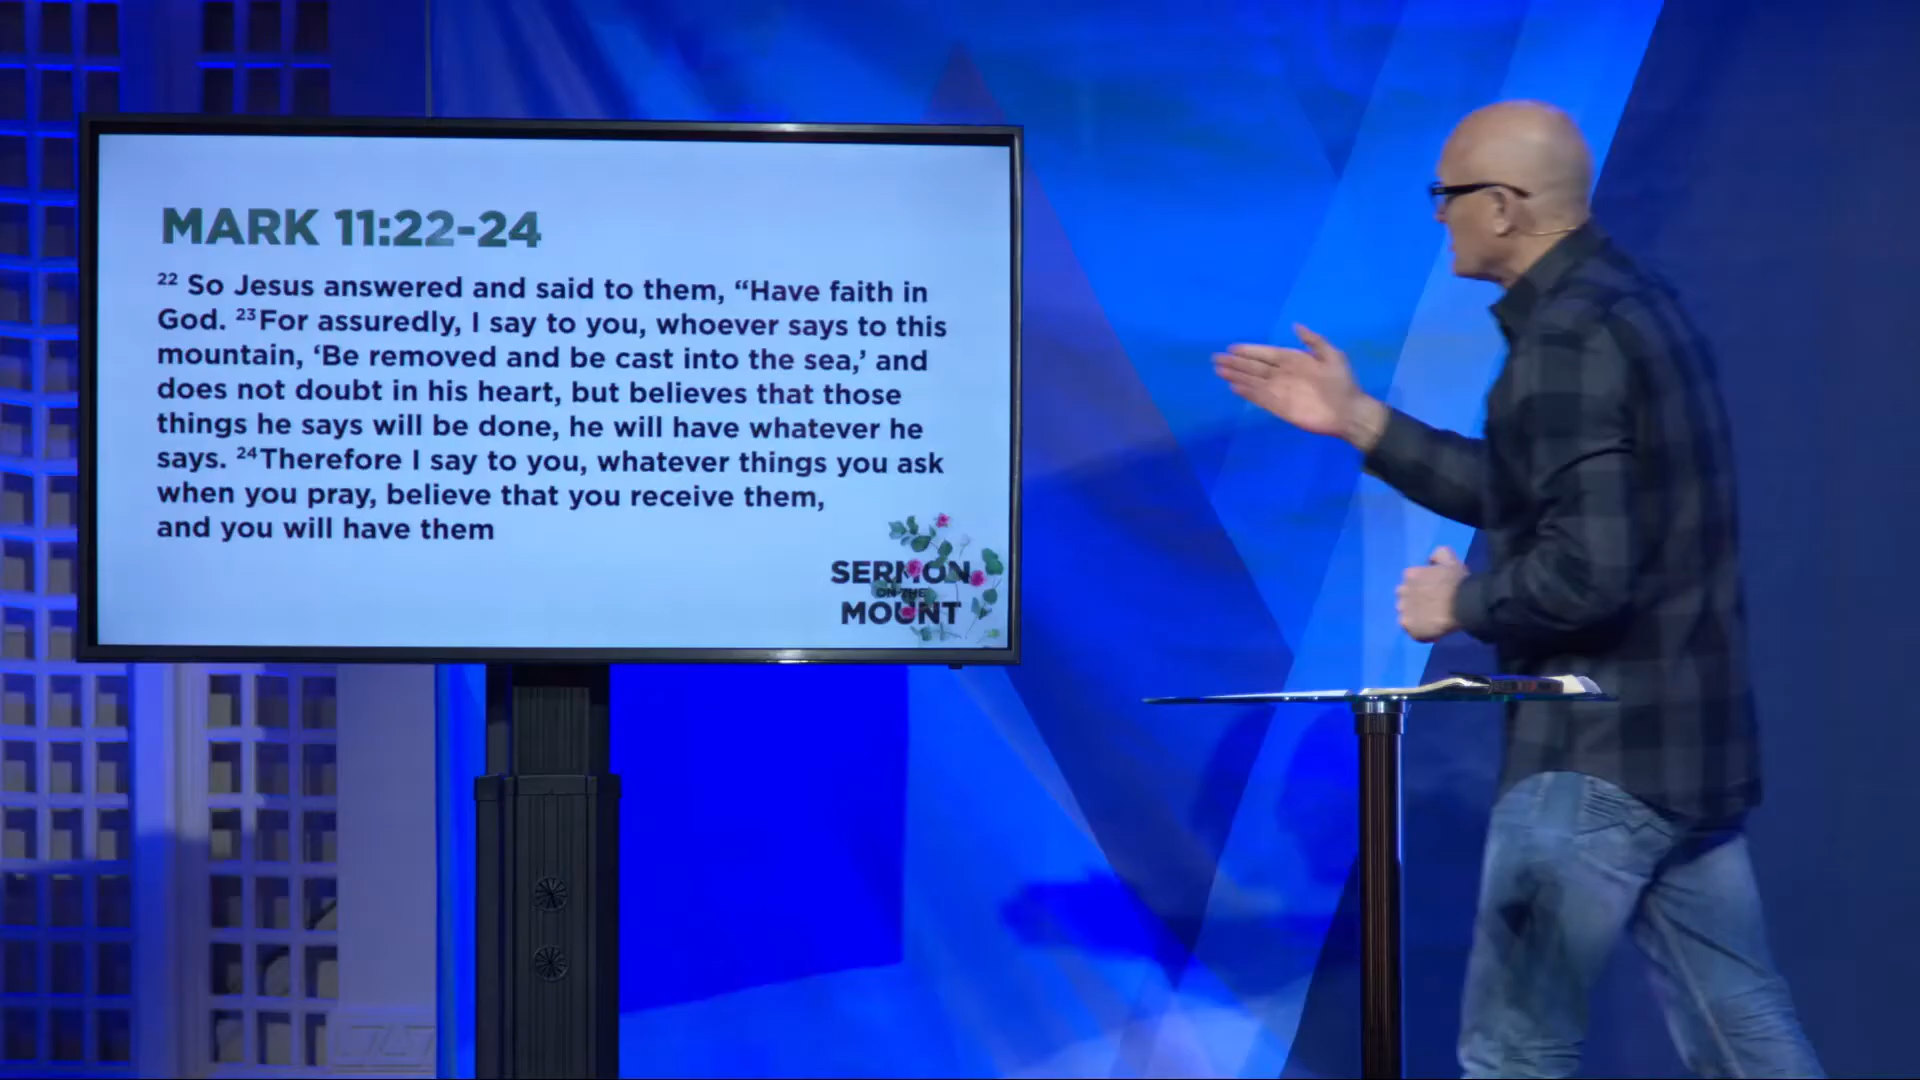 MARK 11:22-24
22 So Jesus answered and said to them, “Have faith in
God. 23 For assuredly, I say to you, whoever says to this
mountain, ‘Be removed and be cast into the sea,’ and
does not doubt in his heart, but believes that those
things he says will be done, he will have whatever he
says. 24 Therefore I say to you, whatever things you ask
when you pray, believe that you receive them,
and you will have them
SERMON
ON THE
MOUNT